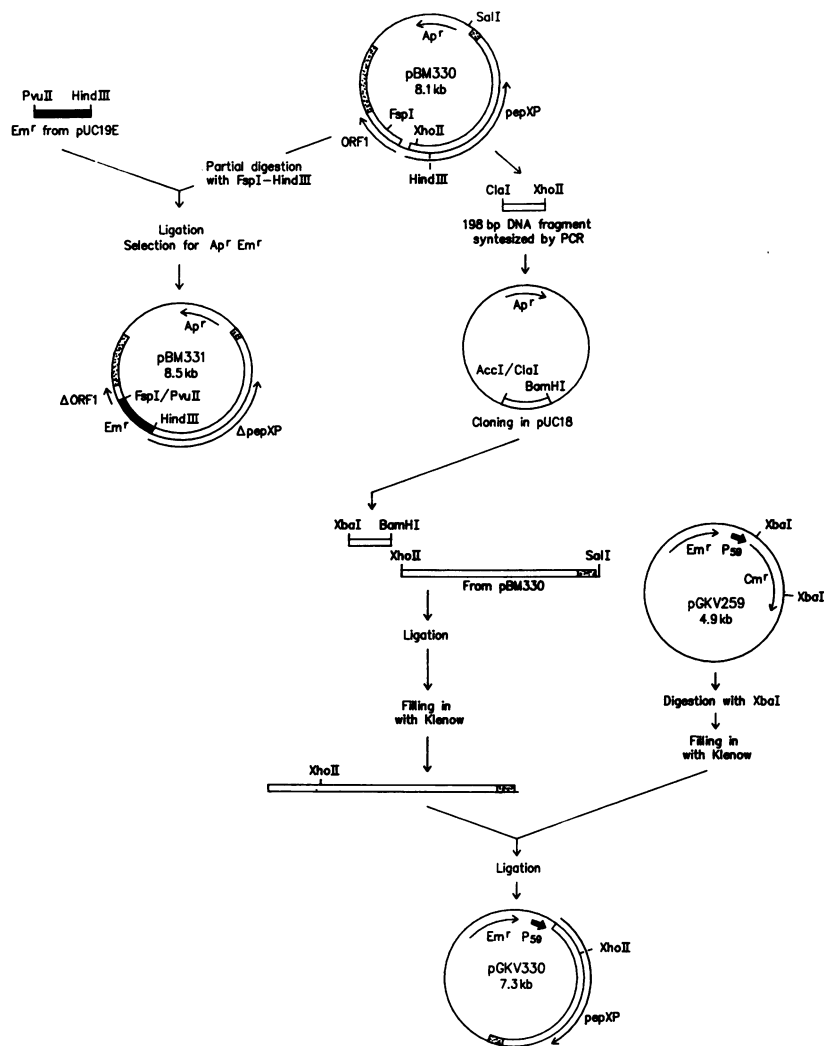 SalI
Apʳ
pBM330
8.1 kb
pepXP
FspI
XhoII
ORF1
HindIII
PvuII HindIII
Emʳ from pUC19E
Partial digestion
with FspI-HindIII
Ligation
Selection for Apʳ Emʳ
Apʳ
pBM331
8.5 kb
ΔORF1
FspI/PvuII
HindIII
Emʳ
ΔpepXP
ClaI XhoII
198 bp DNA fragment
syntesized by PCR
Apʳ
AccI/ClaI
BamHI
Cloning in pUC18
XbaI BamHI
XhoII SalI
From pBM330
Ligation
Filling in
with Klenow
XhoII
XbaI
Emʳ P₅₉
Cmʳ
XbaI
pGKV259
4.9 kb
Digestion with XbaI
Filling in
with Klenow
Ligation
Emʳ P₅₉
XhoII
pGKV330
7.3 kb
pepXP